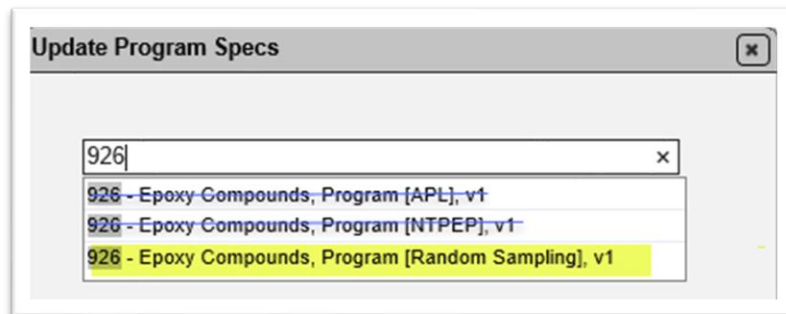 Update Program Specs
926
926 - Epoxy Compounds, Program [APL], v1
926 - Epoxy Compounds, Program [NTPEP], v1
926 - Epoxy Compounds, Program [Random Sampling], v1